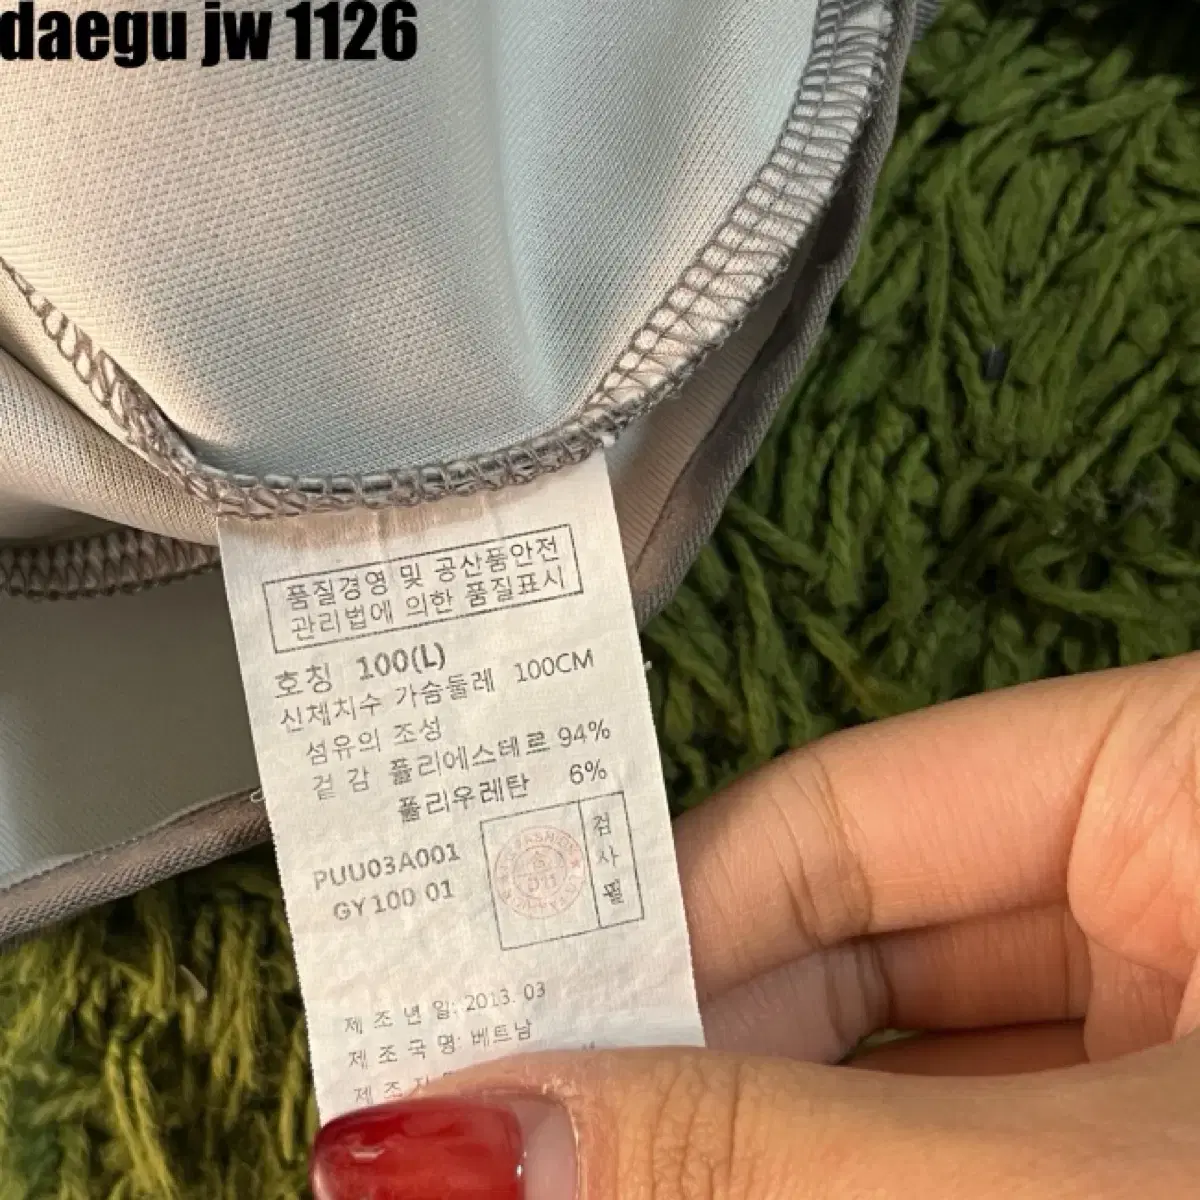 daegu jw 1126
품질경영 및 공산품안전
관리법에 의한 품질표시
호칭 100(L)
신체치수 가슴둘레 100CM
섬유의 조성
겉감 폴리에스테르 94%
폴리우레탄 6%
PUU03A001
GY100 01
검사필
제조년일: 2013. 03
제조국명: 베트남
제조